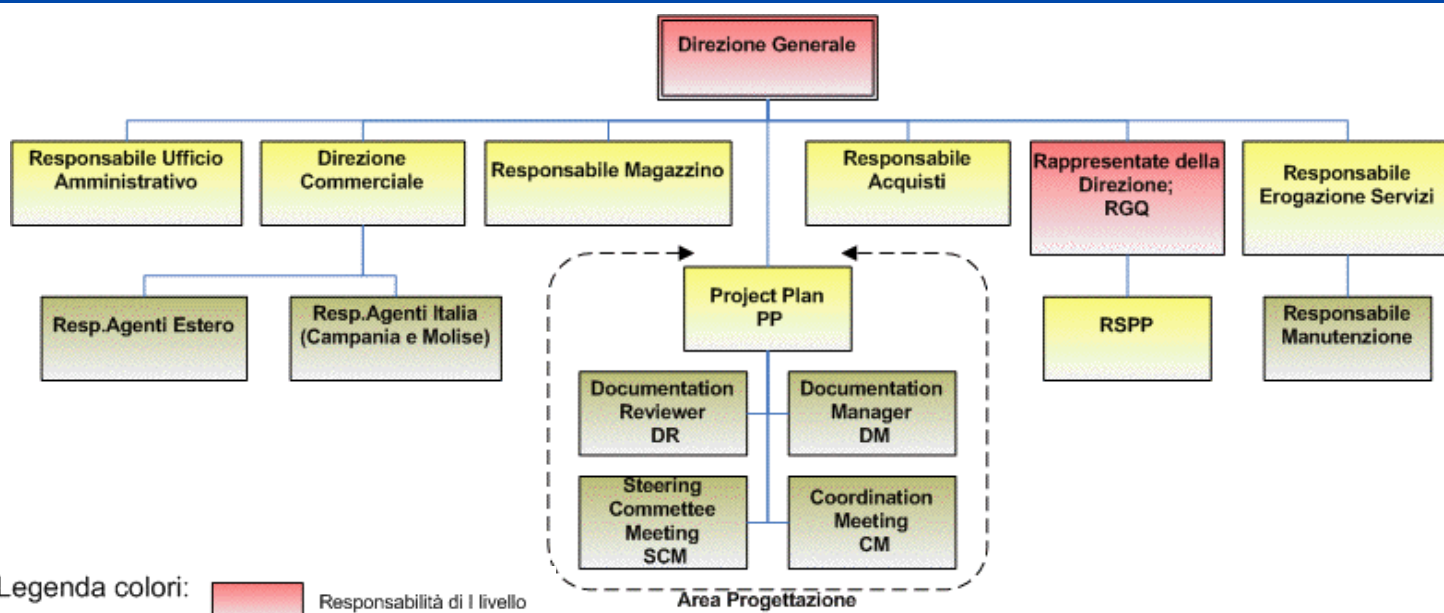 Direzione Generale
Responsabile Ufficio
Amministrativo
Direzione
Commerciale
Responsabile Magazzino
Responsabile
Acquisti
Rappresentate della
Direzione;
RGQ
Responsabile
Erogazione Servizi
Resp.Agenti Estero
Resp.Agenti Italia
(Campania e Molise)
Project Plan
PP
RSPP
Responsabile
Manutenzione
Documentation
Reviewer
DR
Documentation
Manager
DM
Steering
Committee
Meeting
SCM
Coordination
Meeting
CM
Area Progettazione
Legenda colori:
Responsabilità di I livello